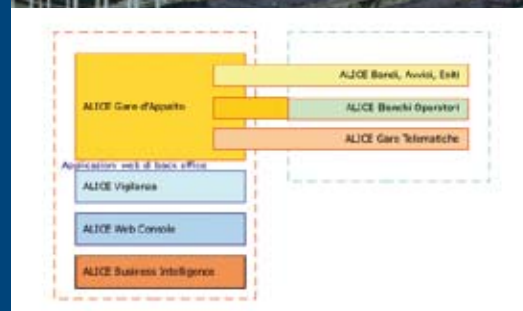 ALICE Bandi, Avvisi, Esiti
ALICE Gare d'Appalto
ALICE Elenchi Operatori
ALICE Gare Telematiche
Applicazioni web di back office
ALICE Vigilanza
ALICE Web Console
ALICE Business Intelligence